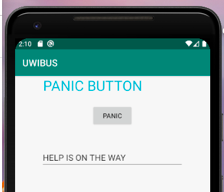 2:10
UWIBUS
PANIC BUTTON
PANIC
HELP IS ON THE WAY